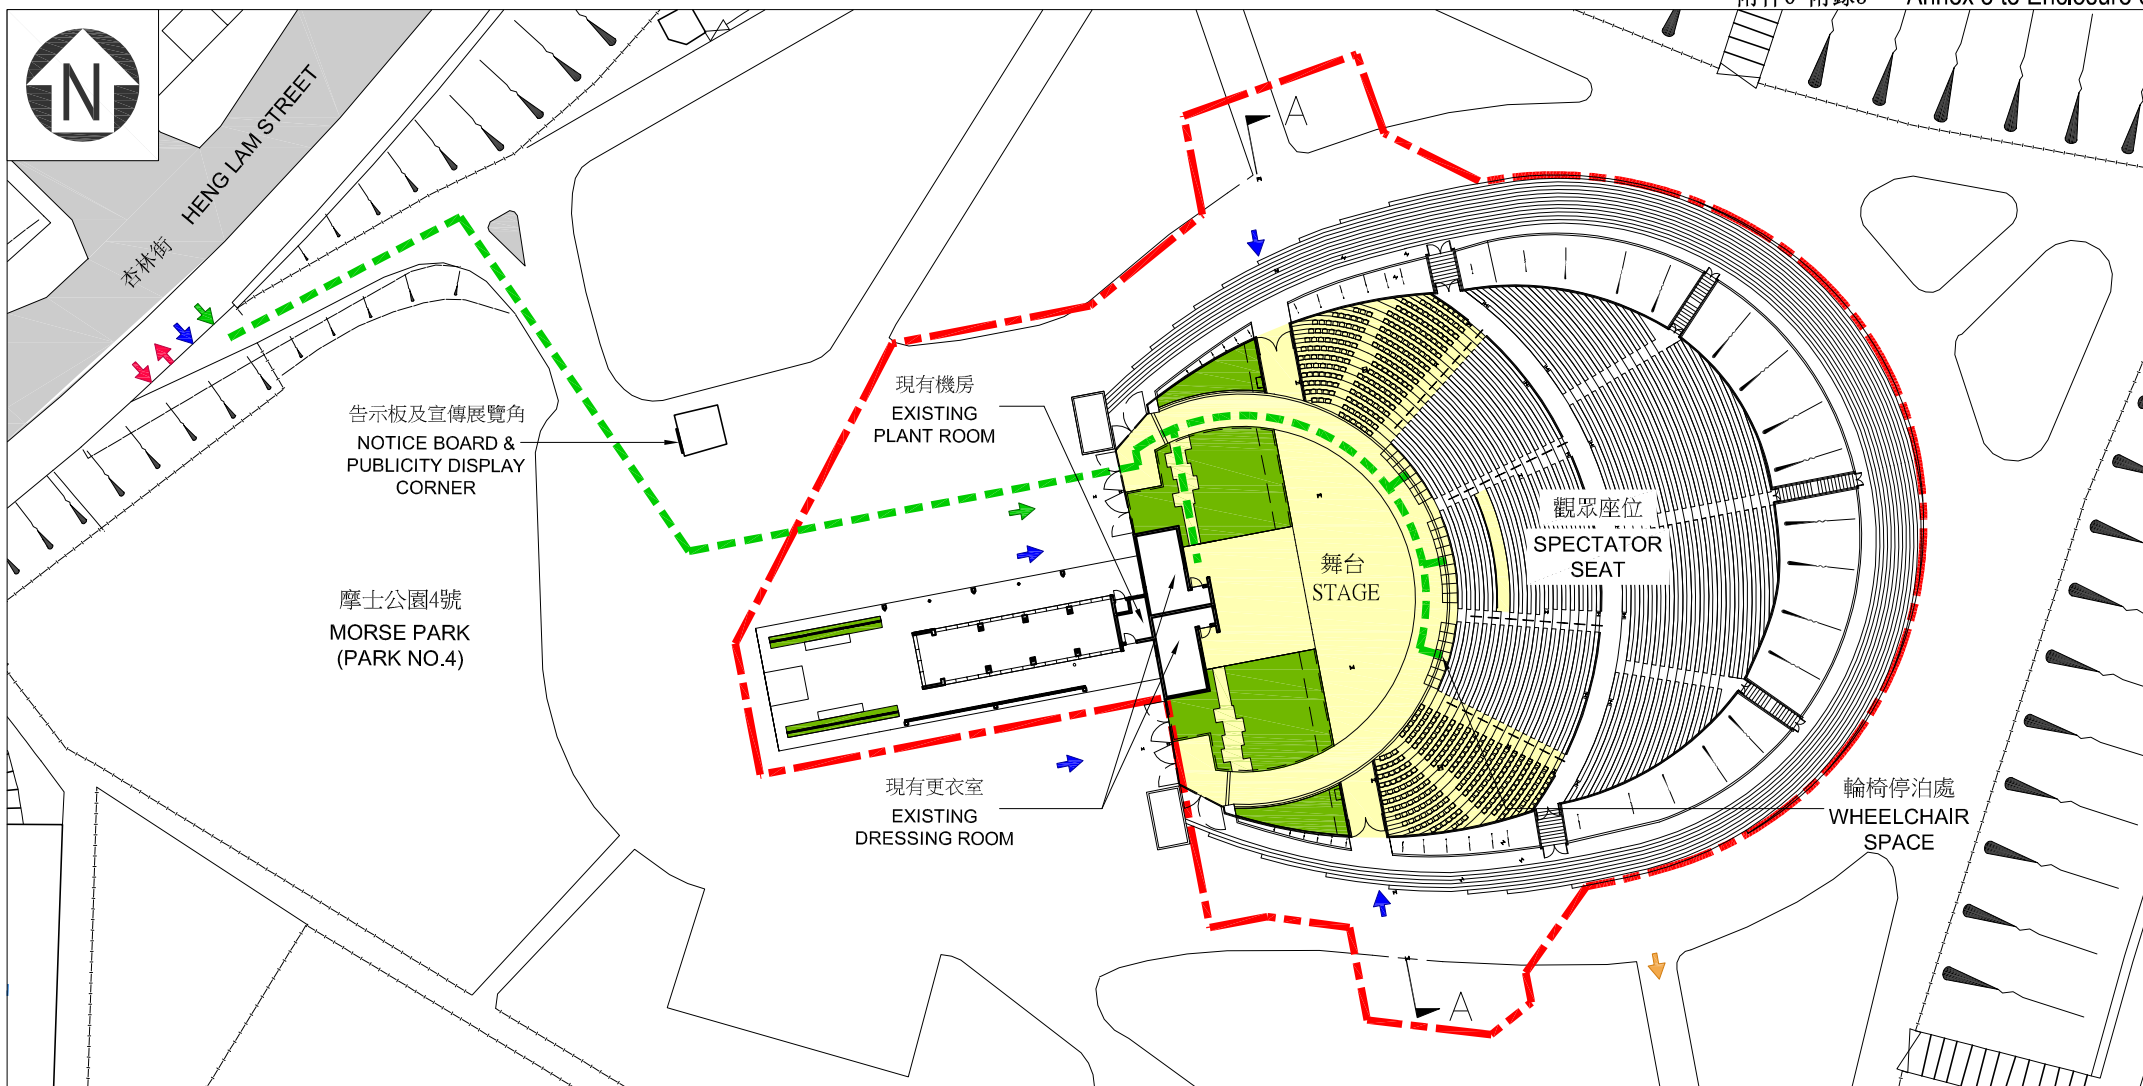 Annex
to Enclosure
N
杏林街 HENG LAM STREET
A
現有機房
EXISTING
PLANT ROOM
告示板及宣傳展覽角
NOTICE BOARD &
PUBLICITY DISPLAY
CORNER
觀眾座位
SPECTATOR
SEAT
舞台
STAGE
摩士公園4號
MORSE PARK
(PARK NO.4)
現有更衣室
EXISTING
DRESSING ROOM
輪椅停泊處
WHEELCHAIR
SPACE
A